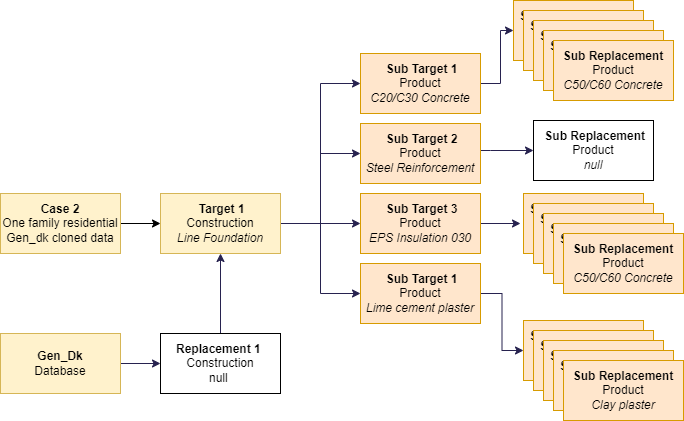 Sub Replacement
Product
C50/C60 Concrete
Sub Target 1
Product
C20/C30 Concrete
Sub Target 2
Product
Steel Reinforcement
Sub Replacement
Product
null
Case 2
One family residential
Gen_dk cloned data
Target 1
Construction
Line Foundation
Sub Target 3
Product
EPS Insulation 030
Sub Replacement
Product
C50/C60 Concrete
Sub Target 1
Product
Lime cement plaster
Gen_Dk
Database
Replacement 1
Construction
null
Sub Replacement
Product
Clay plaster